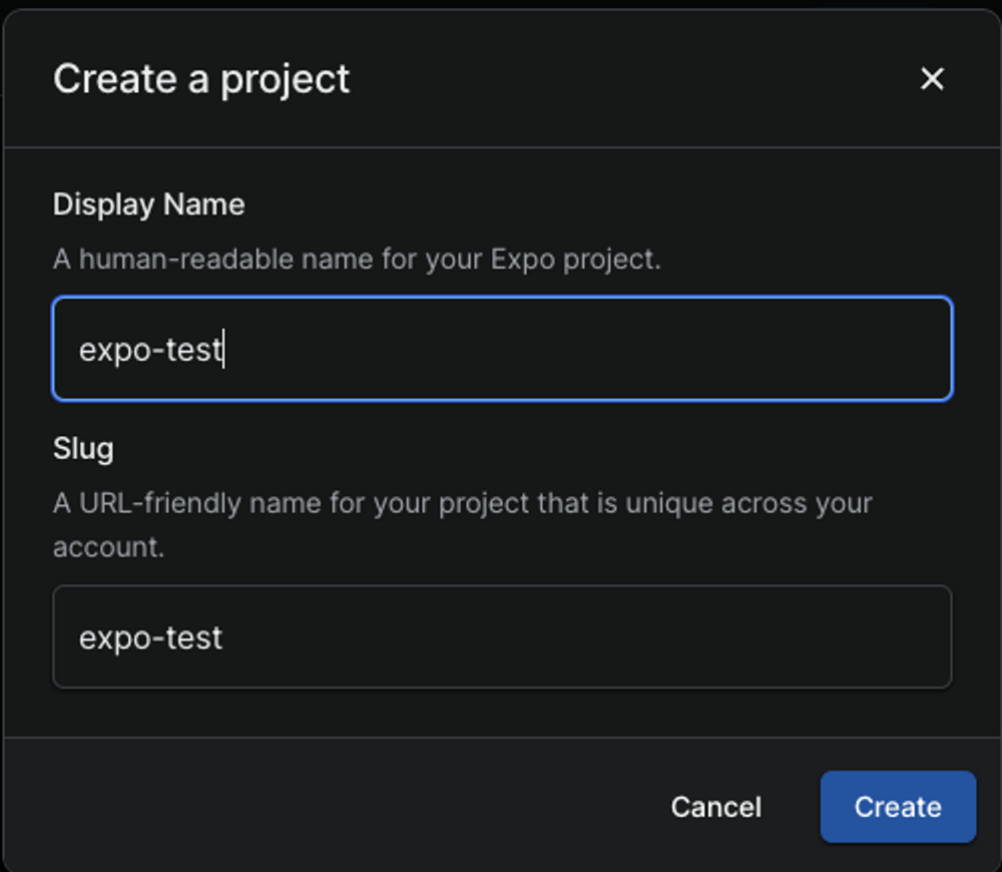 Create a project
Display Name
A human-readable name for your Expo project.
expo-test
Slug
A URL-friendly name for your project that is unique across your
account.
expo-test
Cancel
Create